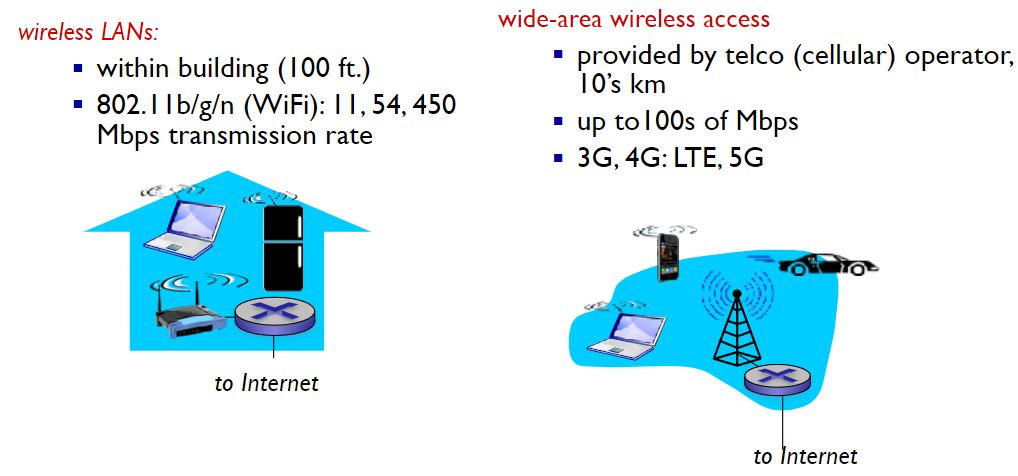 wireless LANs:
▪ within building (100 ft.)
▪ 802.11b/g/n (WiFi): 11, 54, 450
Mbps transmission rate
to Internet
wide-area wireless access
▪ provided by telco (cellular) operator,
10’s km
▪ up to100s of Mbps
▪ 3G, 4G: LTE, 5G
to Internet